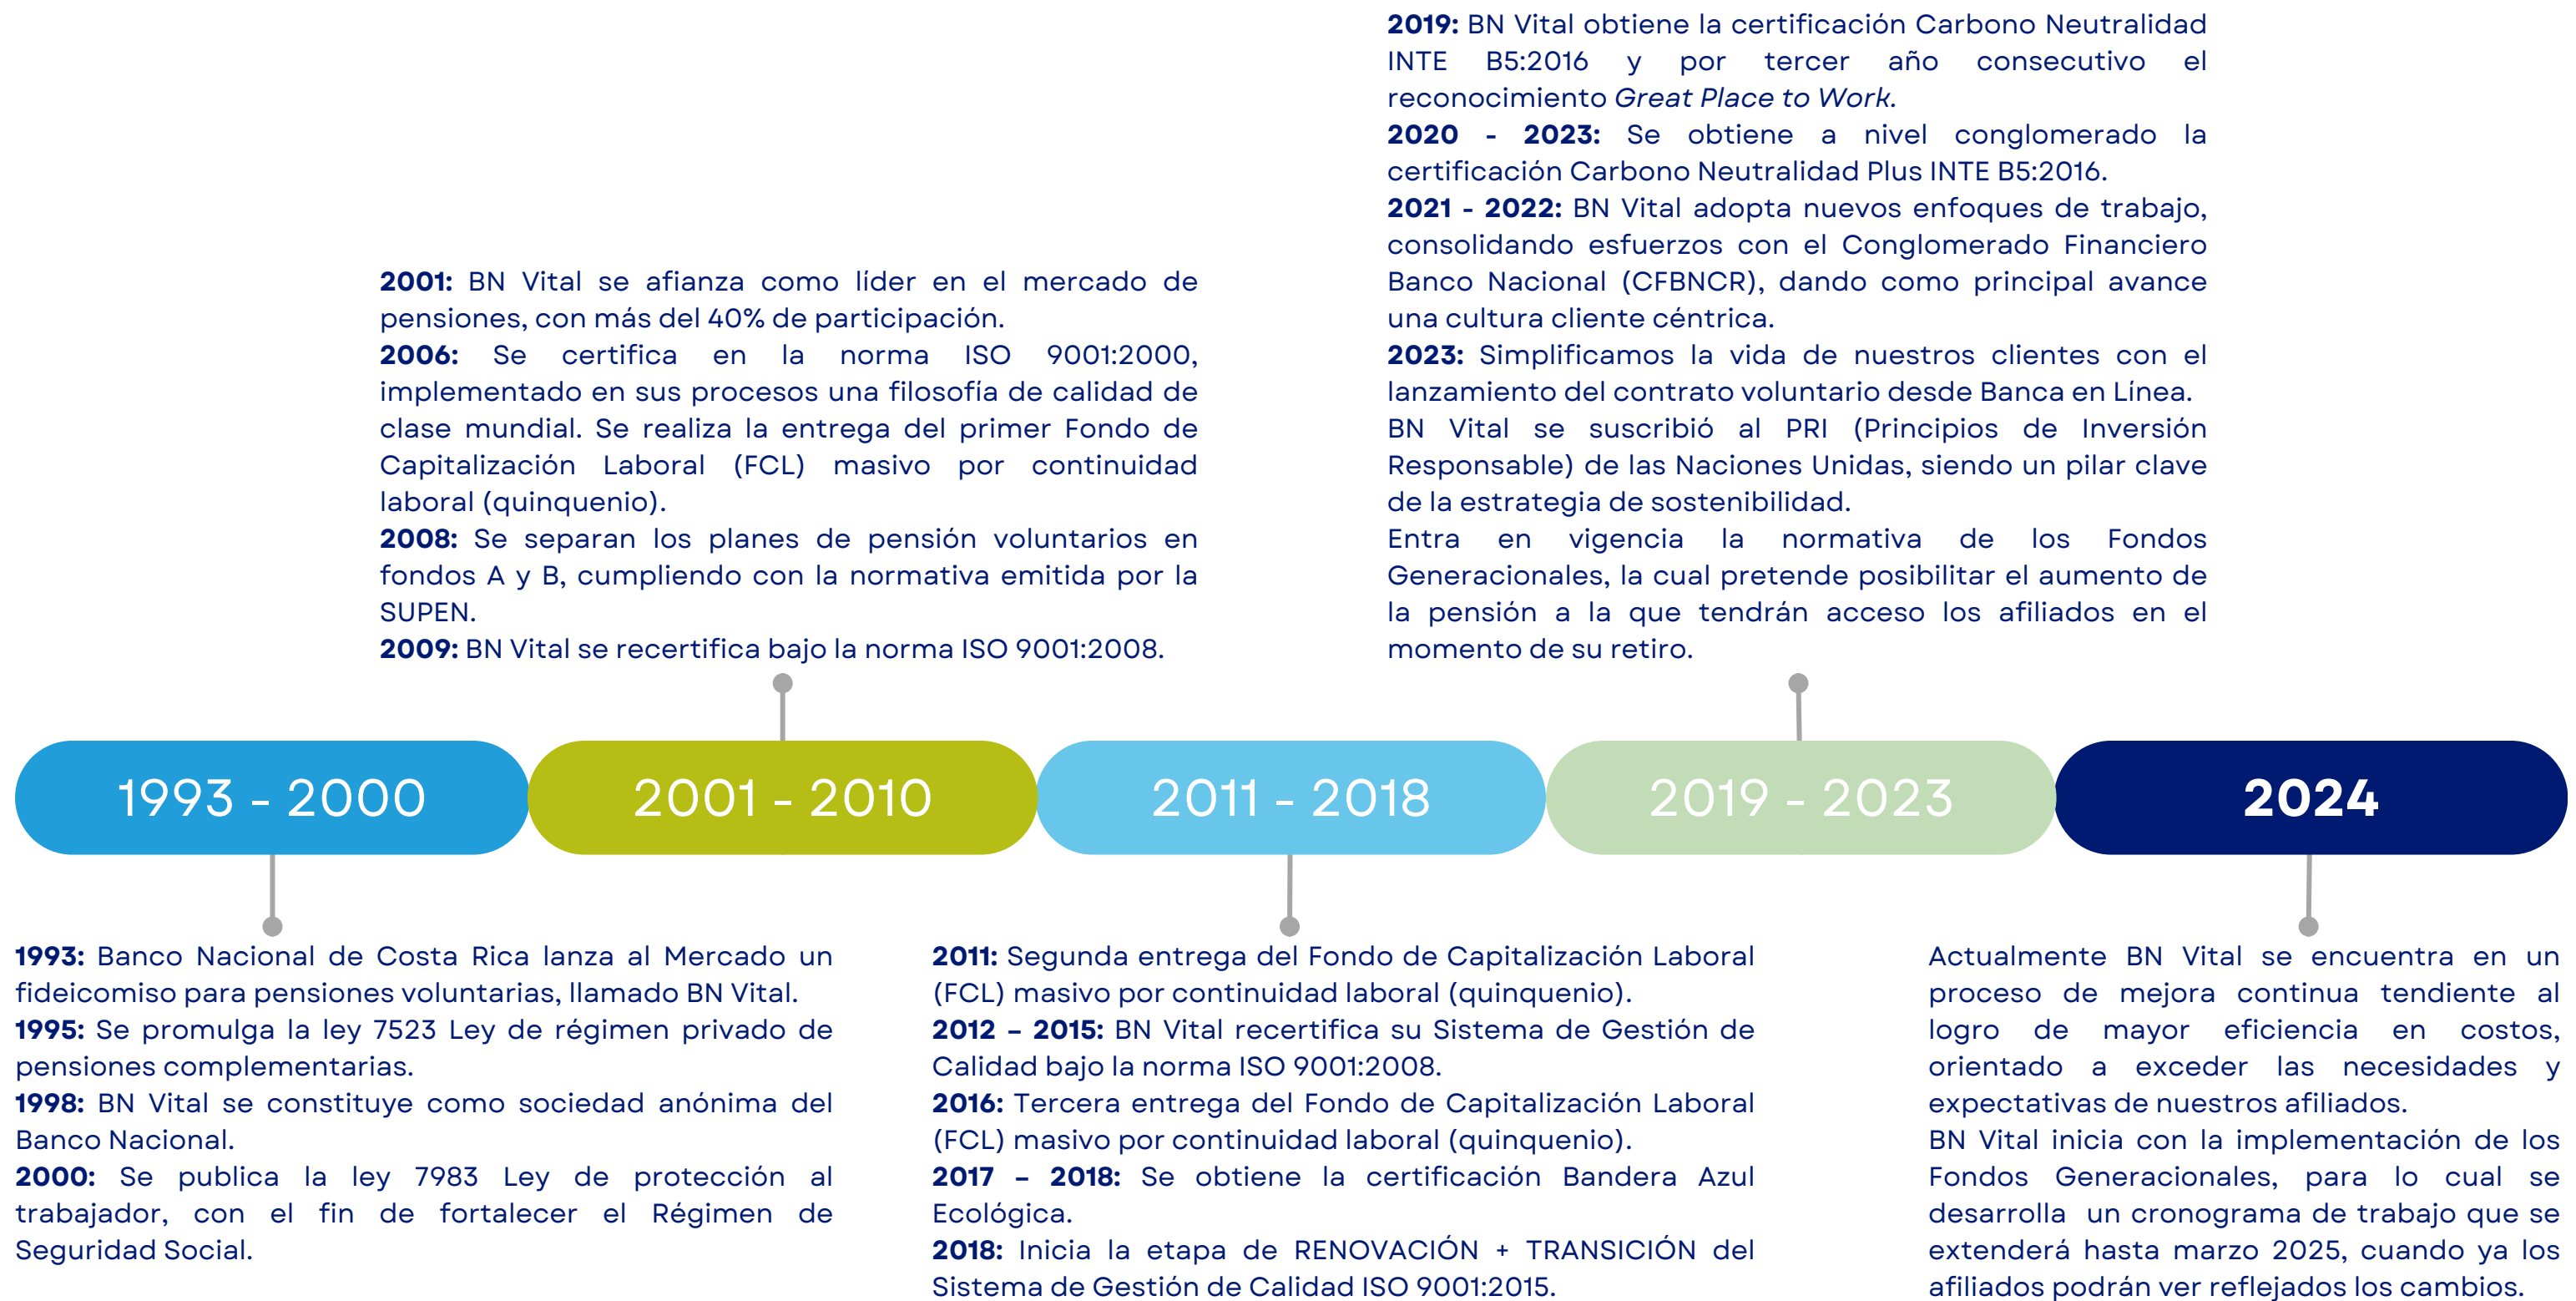 2019: BN Vital obtiene la certificación Carbono Neutralidad
INTE B5:2016 y por tercer año consecutivo el
reconocimiento Great Place to Work.
2020 - 2023: Se obtiene a nivel conglomerado la
certificación Carbono Neutralidad Plus INTE B5:2016.
2021 - 2022: BN Vital adopta nuevos enfoques de trabajo,
consolidando esfuerzos con el Conglomerado Financiero
Banco Nacional (CFBNCR), dando como principal avance
una cultura cliente céntrica.
2023: Simplificamos la vida de nuestros clientes con el
lanzamiento del contrato voluntario desde Banca en Línea.
BN Vital se suscribió al PRI (Principios de Inversión
Responsable) de las Naciones Unidas, siendo un pilar clave
de la estrategia de sostenibilidad.
Entra en vigencia la normativa de los Fondos
Generacionales, la cual pretende posibilitar el aumento de
la pensión a la que tendrán acceso los afiliados en el
momento de su retiro.
2001: BN Vital se afianza como líder en el mercado de
pensiones, con más del 40% de participación.
2006: Se certifica en la norma ISO 9001:2000,
implementado en sus procesos una filosofía de calidad de
clase mundial. Se realiza la entrega del primer Fondo de
Capitalización Laboral (FCL) masivo por continuidad
laboral (quinquenio).
2008: Se separan los planes de pensión voluntarios en
fondos A y B, cumpliendo con la normativa emitida por la
SUPEN.
2009: BN Vital se recertifica bajo la norma ISO 9001:2008.
1993 - 2000
2001 - 2010
2011 - 2018
2019 - 2023
2024
1993: Banco Nacional de Costa Rica lanza al Mercado un
fideicomiso para pensiones voluntarias, llamado BN Vital.
1995: Se promulga la ley 7523 Ley de régimen privado de
pensiones complementarias.
1998: BN Vital se constituye como sociedad anónima del
Banco Nacional.
2000: Se publica la ley 7983 Ley de protección al
trabajador, con el fin de fortalecer el Régimen de
Seguridad Social.
2011: Segunda entrega del Fondo de Capitalización Laboral
(FCL) masivo por continuidad laboral (quinquenio).
2012 – 2015: BN Vital recertifica su Sistema de Gestión de
Calidad bajo la norma ISO 9001:2008.
2016: Tercera entrega del Fondo de Capitalización Laboral
(FCL) masivo por continuidad laboral (quinquenio).
2017 – 2018: Se obtiene la certificación Bandera Azul
Ecológica.
2018: Inicia la etapa de RENOVACIÓN + TRANSICIÓN del
Sistema de Gestión de Calidad ISO 9001:2015.
Actualmente BN Vital se encuentra en un
proceso de mejora continua tendiente al
logro de mayor eficiencia en costos,
orientado a exceder las necesidades y
expectativas de nuestros afiliados.
BN Vital inicia con la implementación de los
Fondos Generacionales, para lo cual se
desarrolla un cronograma de trabajo que se
extenderá hasta marzo 2025, cuando ya los
afiliados podrán ver reflejados los cambios.